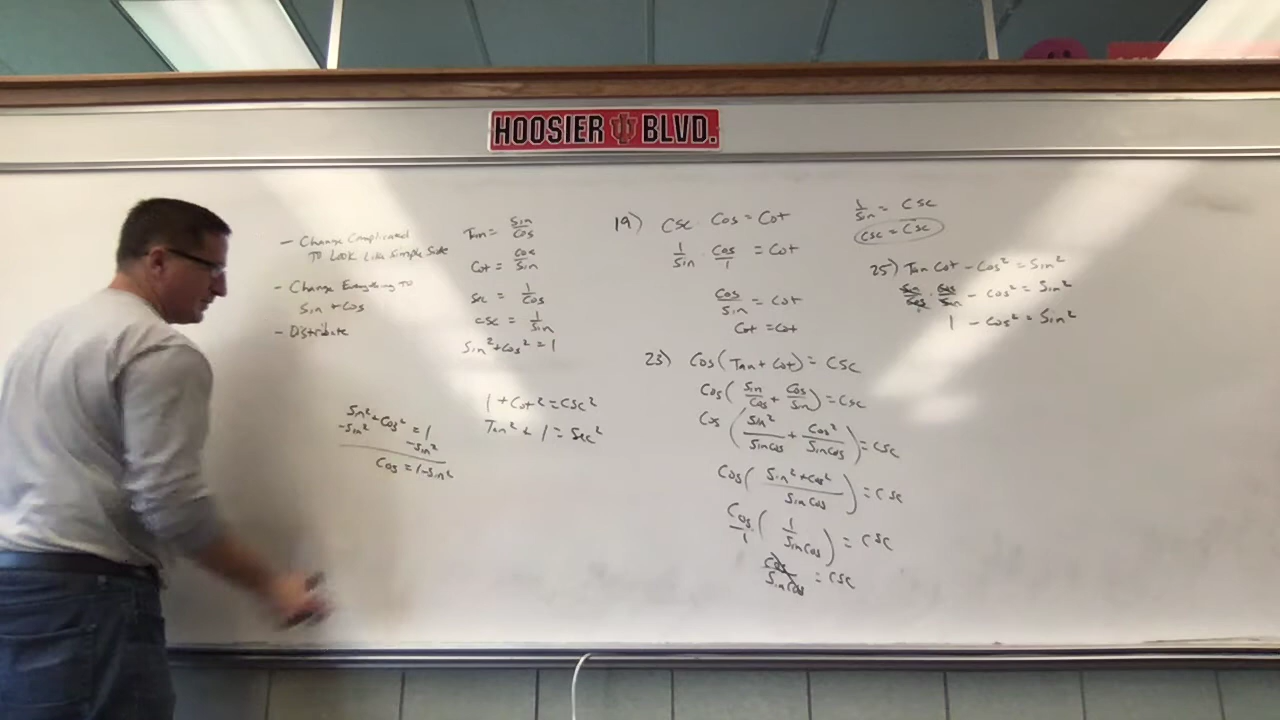 HOOSIER IU BLVD.
- Change Complicated
To Look Like Simple Side
- Change Everything To
Sin + Cos
- Distribute
Tan = Sin/Cos
Cot = Cos/Sin
Sec = 1/Cos
CSC = 1/Sin
Sin² + Cos² = 1
Sin² + Cos² = 1
-Sin² -Sin²
Cos = 1 - Sin²
1 + Cot² = CSC²
Tan² + 1 = Sec²
19) CSC Cos = Cot
1/Sin · Cos/1 = Cot
Cos/Sin = Cot
Cot = Cot
23) Cos(Tan + Cot) = CSC
Cos(Sin/Cos + Cos/Sin) = CSC
Cos(Sin²/SinCos + Cos²/SinCos) = CSC
Cos(Sin² + Cos²/SinCos) = CSC
Cos/1 (1/SinCos) = CSC
Cos/SinCos = CSC
1/Sin = CSC
CSC = CSC
25) Tan Cot - Cos² = Sin²
Sin/Cos · Cos/Sin - Cos² = Sin²
1 - Cos² = Sin²